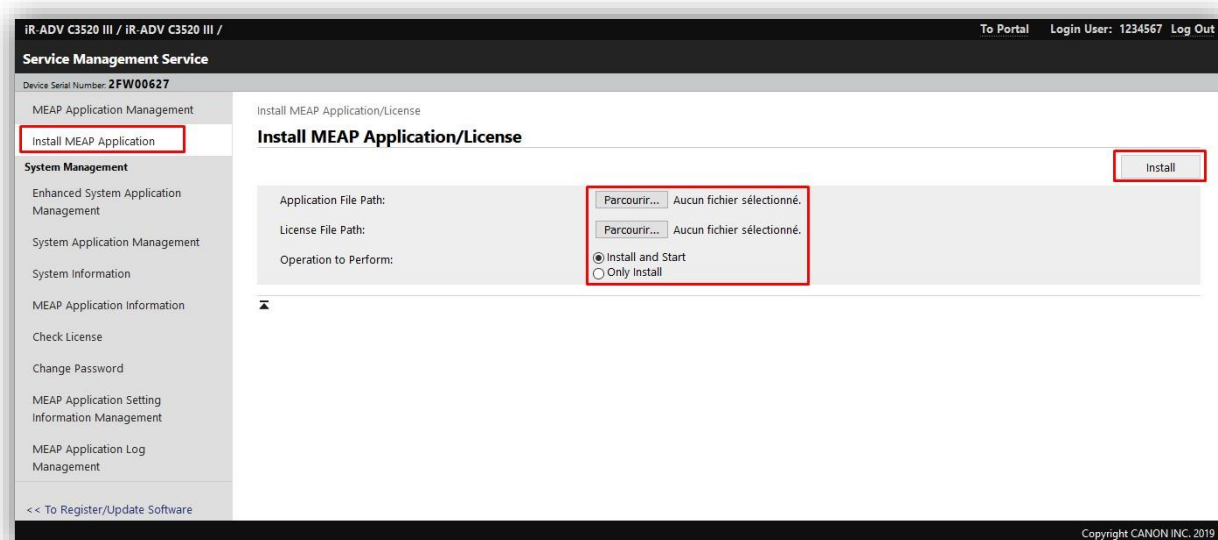 iR-ADV C3520 III / iR-ADV C3520 III /
To Portal Login User: 1234567 Log Out
Service Management Service
Device Serial Number: 2FW00627
MEAP Application Management
Install MEAP Application
System Management
Enhanced System Application
Management
System Application Management
System Information
MEAP Application Information
Check License
Change Password
MEAP Application Setting
Information Management
MEAP Application Log
Management
<< To Register/Update Software
Install MEAP Application/License
Install MEAP Application/License
Install
Application File Path: Parcourir... Aucun fichier sélectionné.
License File Path: Parcourir... Aucun fichier sélectionné.
Operation to Perform: Install and Start
Only Install
Copyright CANON INC. 2019